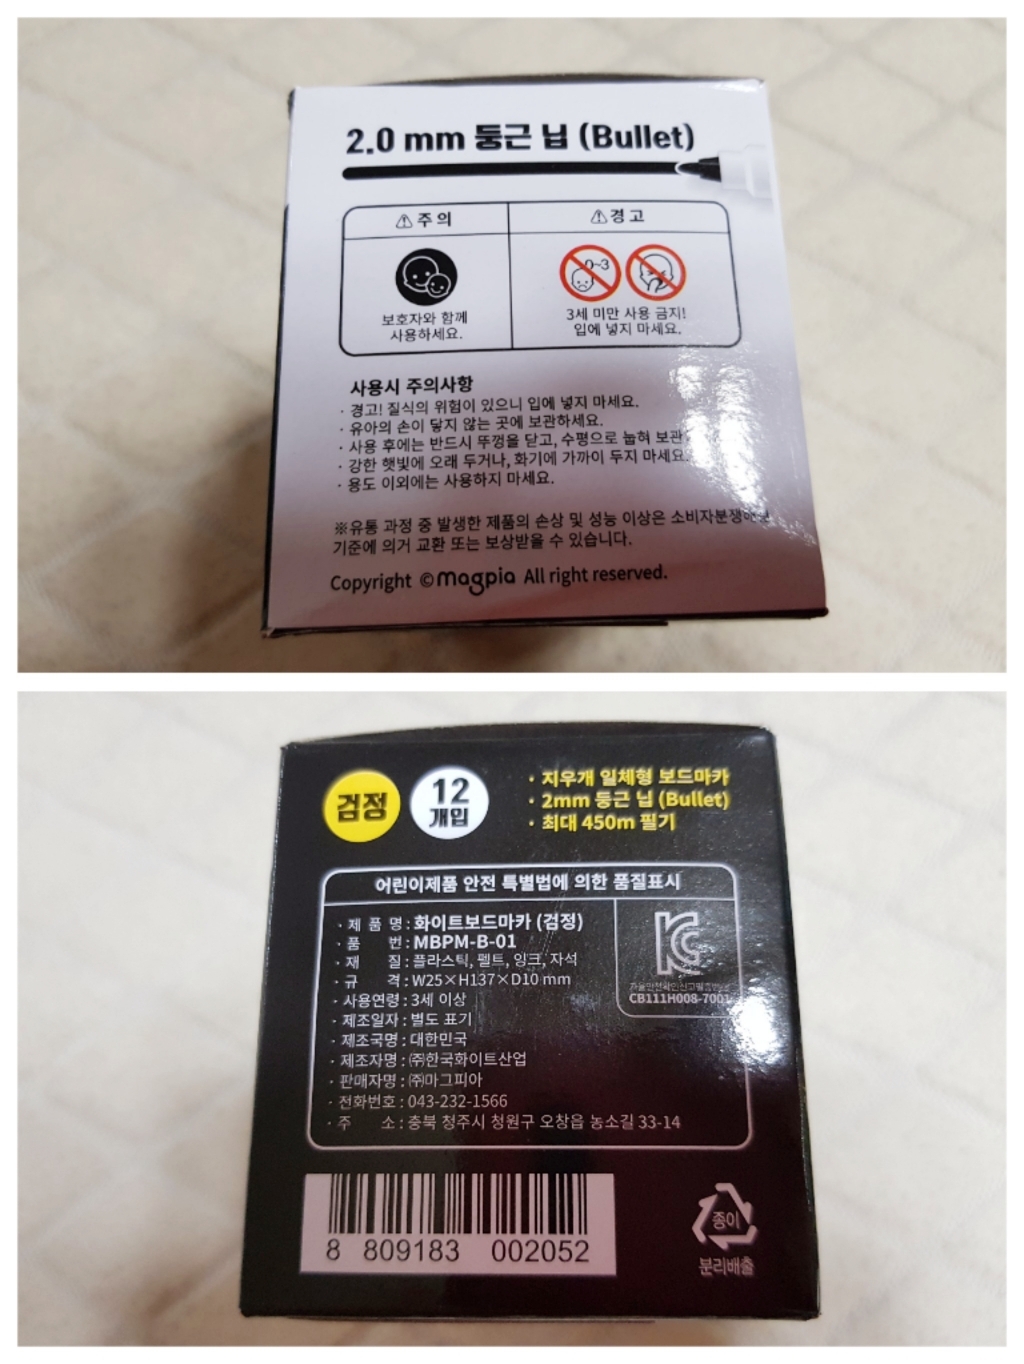 2.0 mm 둥근 닙 (Bullet)
⚠주의
⚠경고
0~3
보호자와 함께
사용하세요.
3세 미만 사용 금지!
입에 넣지 마세요.
사용시 주의사항
· 경고! 질식의 위험이 있으니 입에 넣지 마세요.
· 유아의 손이 닿지 않는 곳에 보관하세요.
· 사용 후에는 반드시 뚜껑을 닫고, 수평으로 눕혀 보관
· 강한 햇빛에 오래 두거나, 화기에 가까이 두지 마세요.
· 용도 이외에는 사용하지 마세요.
※유통 과정 중 발생한 제품의 손상 및 성능 이상은
기준에 의거 교환 또는 보상받을 수 있습니다.
Copyright ©magpia All right reserved.
검정
12
개입
· 지우개 일체형 보드마카
· 2mm 둥근 닙 (Bullet)
· 최대 450m 필기
어린이제품 안전 특별법에 의한 품질표시
· 제 품 명 : 화이트보드마카 (검정)
· 품 번 : MBPM-B-01
· 재 질 : 플라스틱, 펠트, 잉크, 자석
· 규 격 : W25×H137×D10 mm
· 사용연령 : 3세 이상
· 제조일자 : 별도 표기
· 제조국명 : 대한민국
· 제조자명 : ㈜한국화이트산업
· 판매자명 : ㈜마그피아
· 전화번호 : 043-232-1566
· 주 소 : 충북 청주시 청원구 오창읍 농소길 33-14
KC
CB111H008-7001
8 809183 002052
종이
분리배출